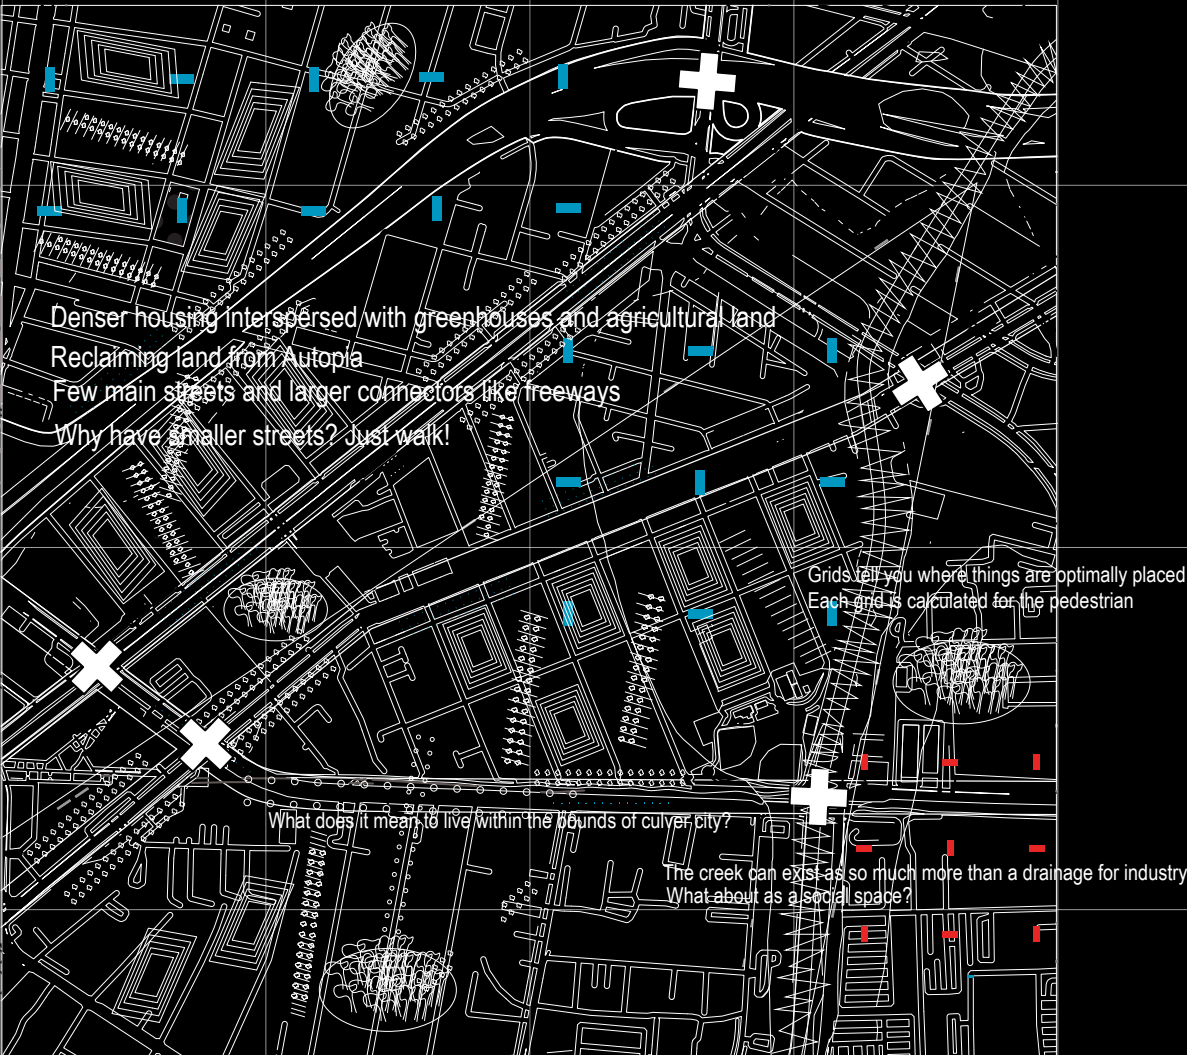 Denser housing interspersed with greenhouses and agricultural land
Reclaiming land from Autopia
Few main streets and larger connectors like freeways
Why have smaller streets? Just walk!
Grids tell you where things are optimally placed
Each grid is calculated for the pedestrian
What does it mean to live within the bounds of culver city?
The creek can exist as so much more than a drainage for industry
What about as a social space?